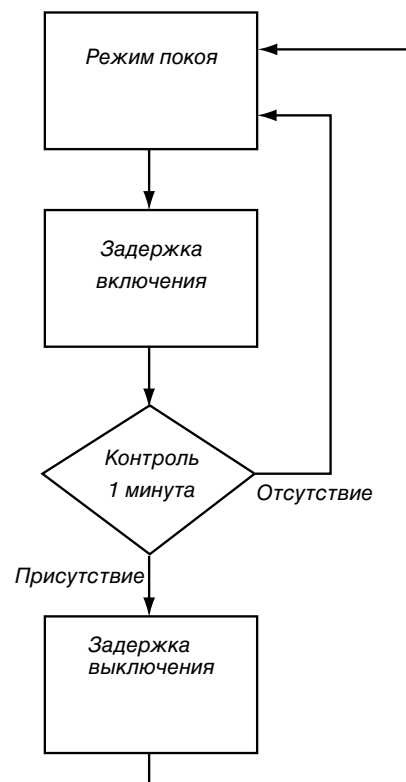 Режим покоя
Задержка
включения
Контроль
1 минута
Отсутствие
Присутствие
Задержка
выключения